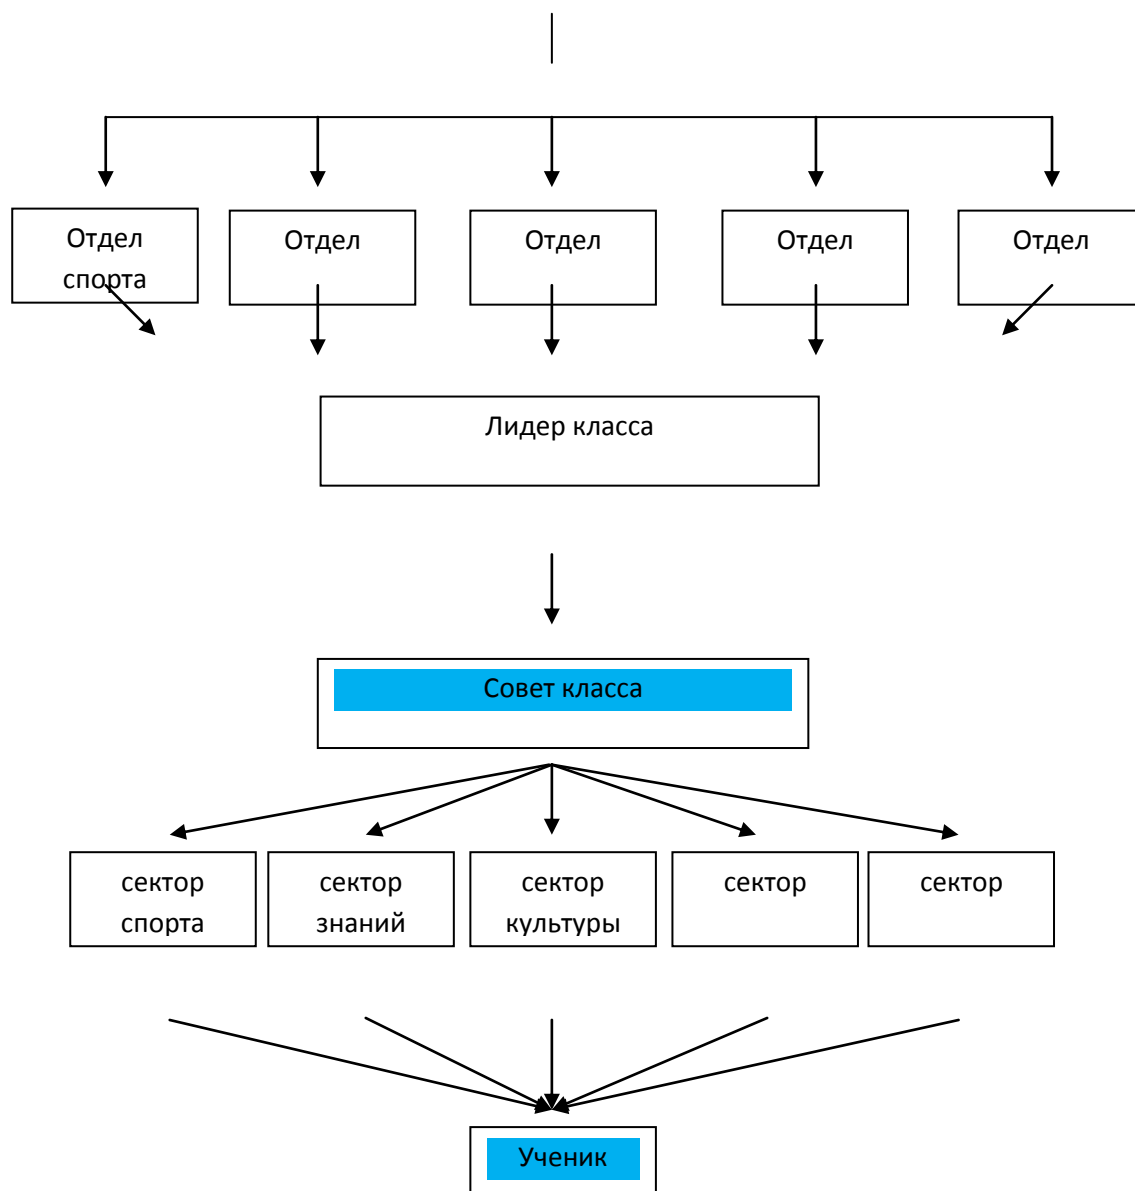 Отдел
спорта
Отдел
Отдел
Отдел
Отдел
Лидер класса
Совет класса
сектор
спорта
сектор
знаний
сектор
культуры
сектор
сектор
Ученик